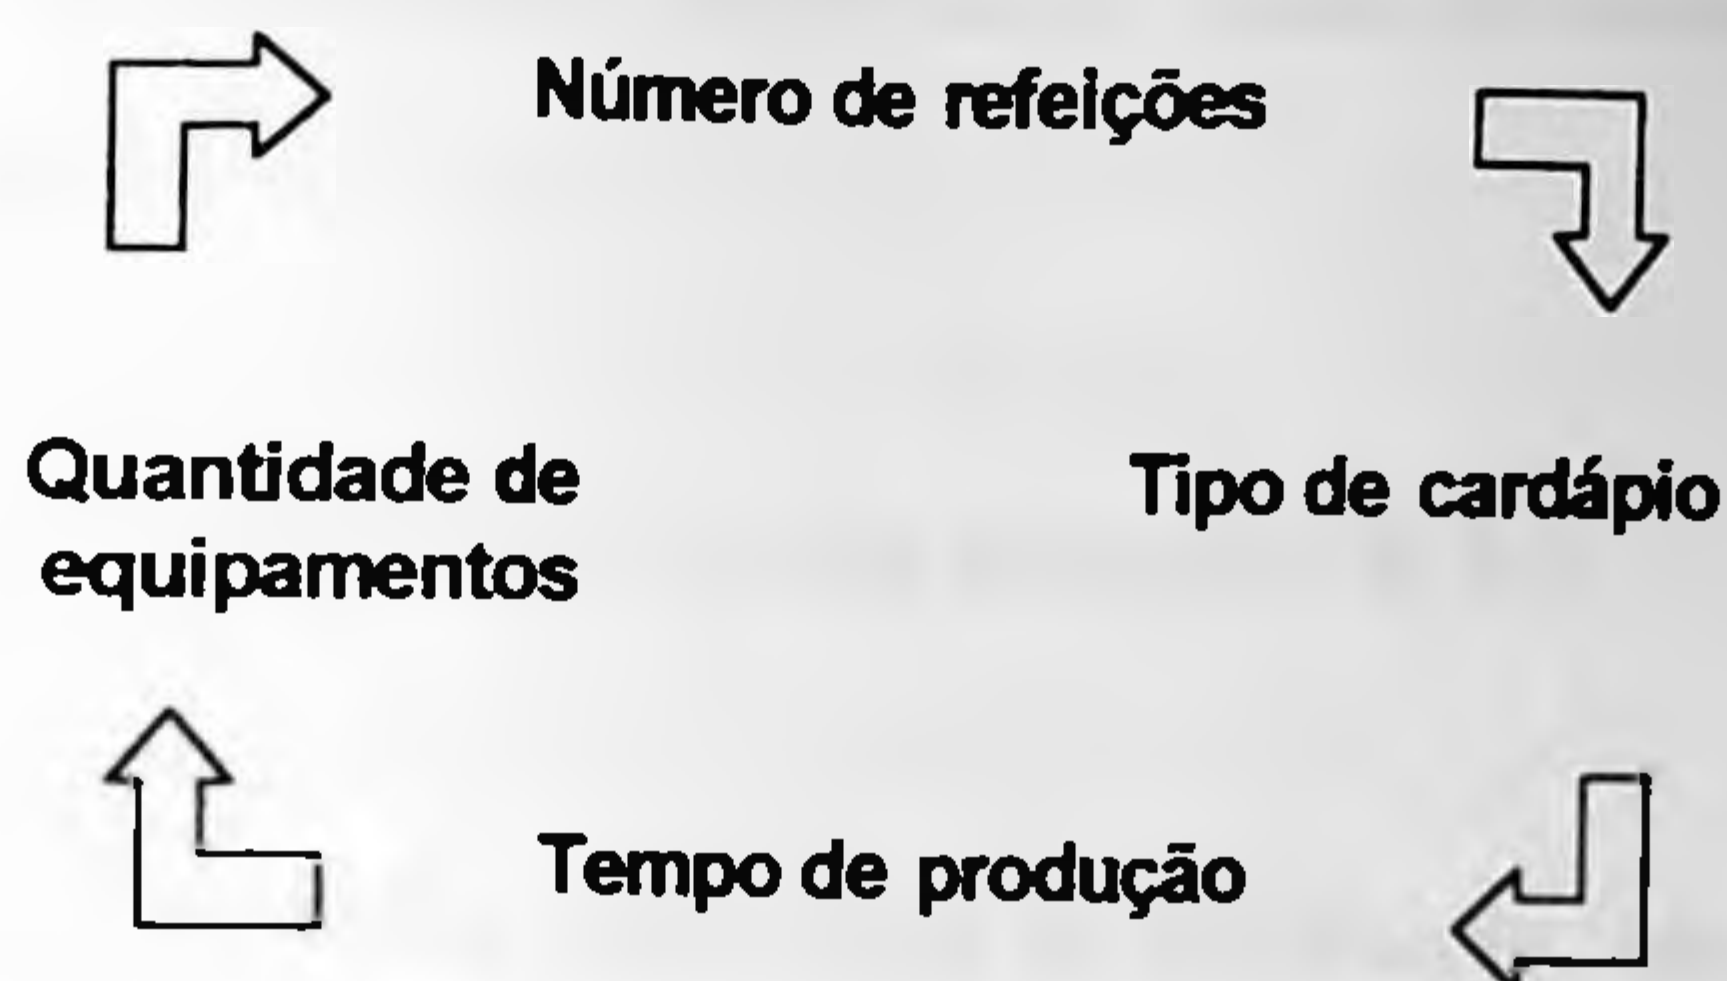 Número de refeições
Quantidade de
equipamentos
Tipo de cardápio
Tempo de produção